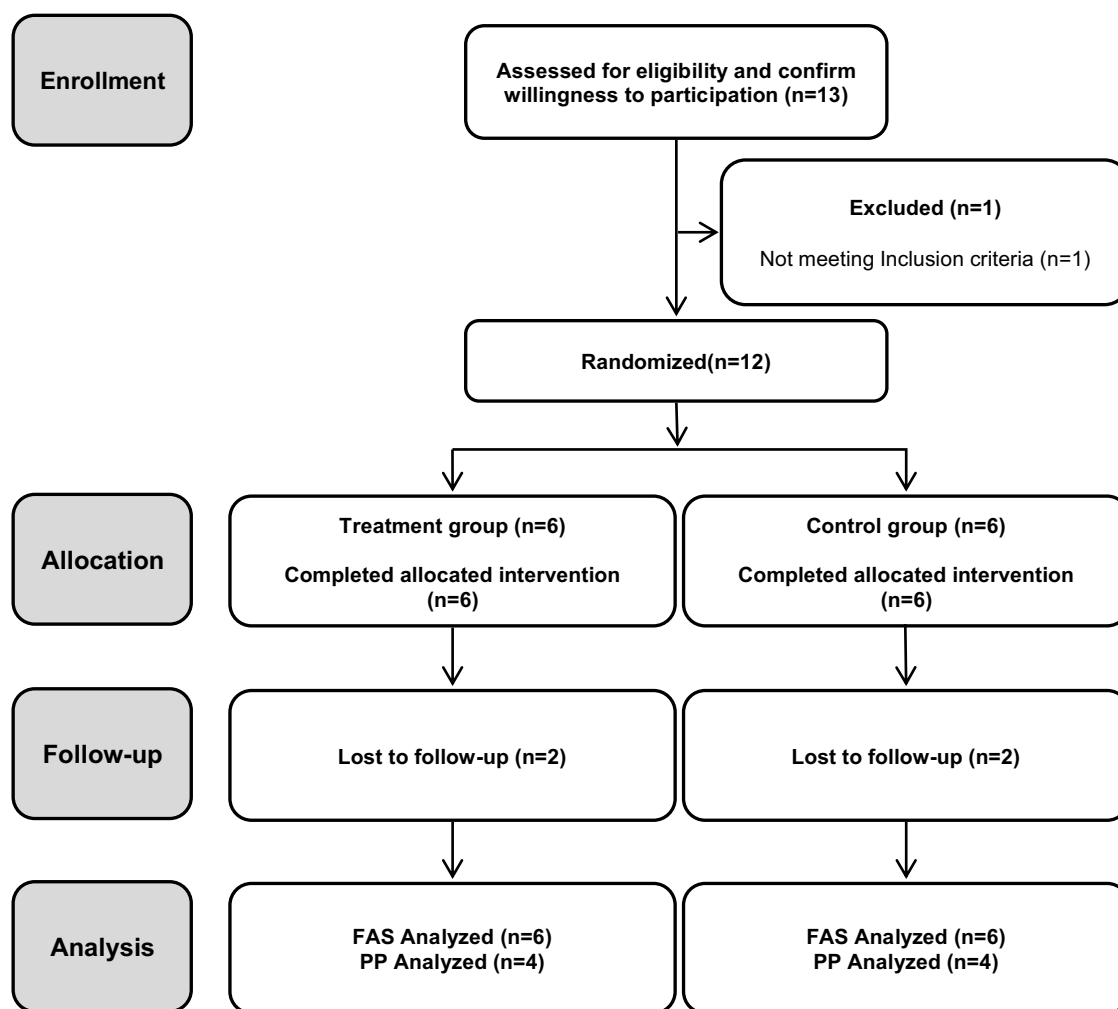 Enrollment
Assessed for eligibility and confirm
willingness to participation (n=13)
Excluded (n=1)
Not meeting Inclusion criteria (n=1)
Randomized(n=12)
Allocation
Treatment group (n=6)
Completed allocated intervention
(n=6)
Control group (n=6)
Completed allocated intervention
(n=6)
Follow-up
Lost to follow-up (n=2)
Lost to follow-up (n=2)
Analysis
FAS Analyzed (n=6)
PP Analyzed (n=4)
FAS Analyzed (n=6)
PP Analyzed (n=4)